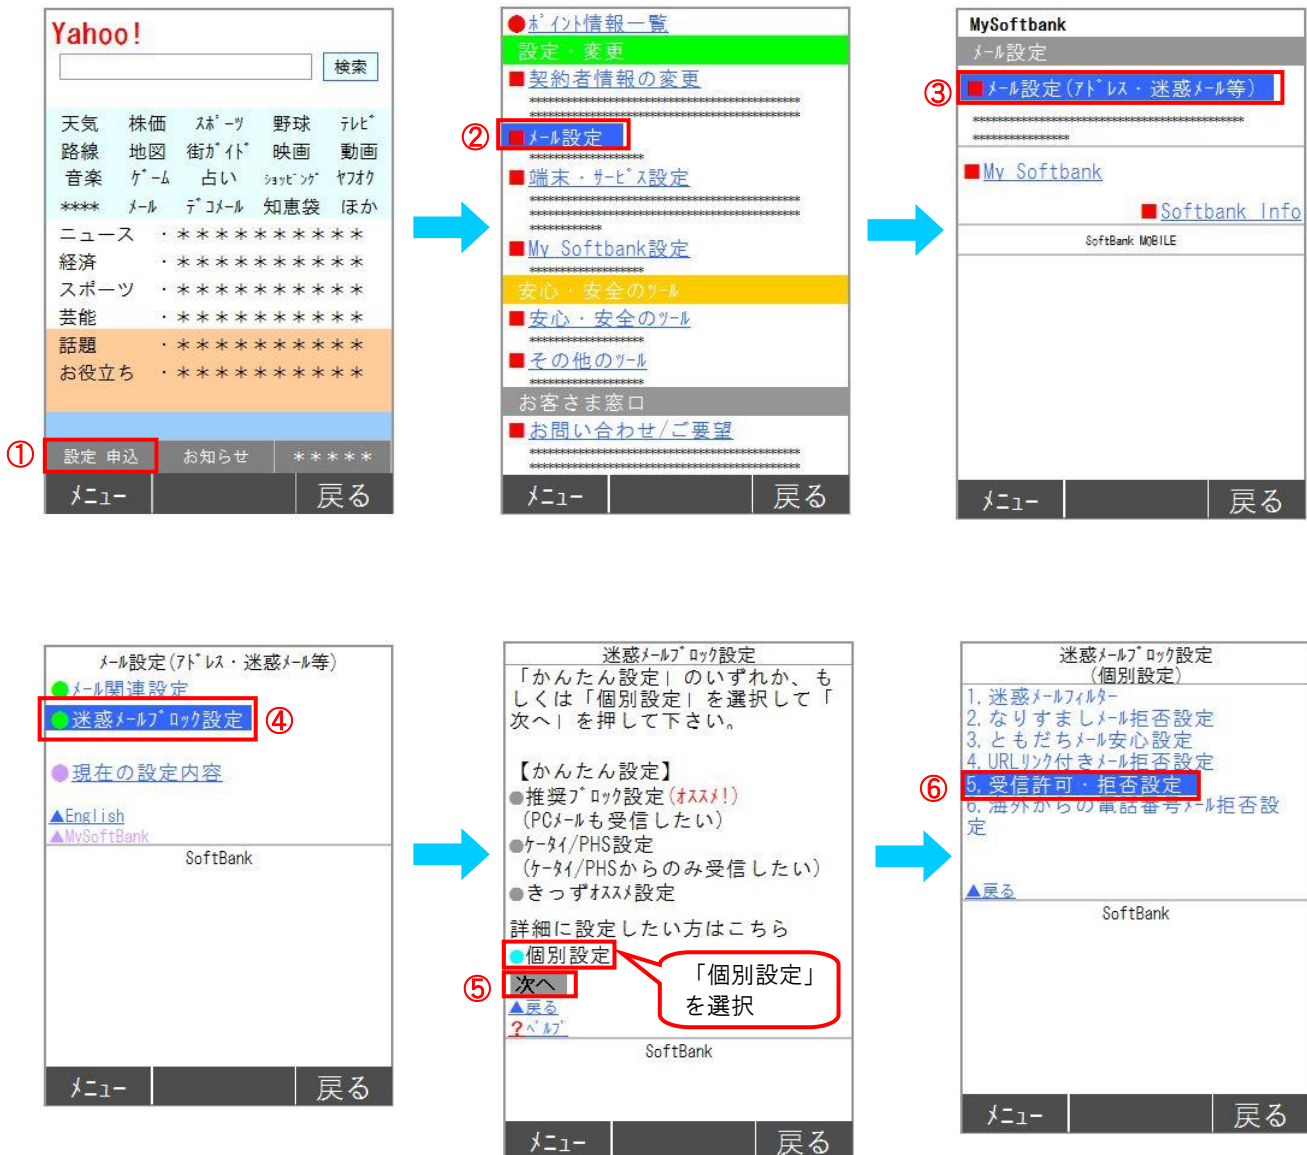 Yahoo!
検索
天気 株価 ｽﾎﾟｰﾂ 野球 ﾃﾚﾋﾞ
路線 地図 街ｶﾞｲﾄﾞ 映画 動画
音楽 ｹﾞｰﾑ 占い ｼｮｯﾋﾟﾝｸﾞ ﾔﾌｵｸ
**** ﾒｰﾙ ﾃﾞｺﾒｰﾙ 知恵袋 ほか
ニュース ・＊＊＊＊＊＊＊＊＊＊
経済 ・＊＊＊＊＊＊＊＊＊＊
スポーツ ・＊＊＊＊＊＊＊＊＊＊
芸能 ・＊＊＊＊＊＊＊＊＊＊
話題 ・＊＊＊＊＊＊＊＊＊＊
お役立ち ・＊＊＊＊＊＊＊＊＊＊
① 設定 申込 お知らせ ＊＊＊＊＊
ﾒﾆｭｰ 戻る
●ﾎﾟｲﾝﾄ情報一覧
設定・変更
■契約者情報の変更
② ■ﾒｰﾙ設定
■端末・ｻｰﾋﾞｽ設定
■My Softbank設定
安心・安全のﾂｰﾙ
■安心・安全のﾂｰﾙ
■その他のﾂｰﾙ
お客さま窓口
■お問い合わせ/ご要望
ﾒﾆｭｰ 戻る
MySoftbank
ﾒｰﾙ設定
③ ■ﾒｰﾙ設定(ｱﾄﾞﾚｽ・迷惑ﾒｰﾙ等)
■My Softbank
■Softbank Info
SoftBank MOBILE
ﾒﾆｭｰ 戻る
ﾒｰﾙ設定(ｱﾄﾞﾚｽ・迷惑ﾒｰﾙ等)
●ﾒｰﾙ関連設定
●迷惑ﾒｰﾙﾌﾞﾛｯｸ設定 ④
●現在の設定内容
▲English
▲MySoftBank
SoftBank
ﾒﾆｭｰ 戻る
迷惑ﾒｰﾙﾌﾞﾛｯｸ設定
「かんたん設定」のいずれか、も
しくは「個別設定」を選択して「
次へ」を押して下さい。
【かんたん設定】
●推奨ﾌﾞﾛｯｸ設定(ｵｽｽﾒ!)
(PCﾒｰﾙも受信したい)
●ｹｰﾀｲ/PHS設定
(ｹｰﾀｲ/PHSからのみ受信したい)
●きっずｵｽｽﾒ設定
詳細に設定したい方はこちら
●個別設定
「個別設定」
を選択
⑤ 次へ
▲戻る
?ﾍﾙﾌﾟ
SoftBank
ﾒﾆｭｰ 戻る
迷惑ﾒｰﾙﾌﾞﾛｯｸ設定
(個別設定)
1. 迷惑ﾒｰﾙﾌｨﾙﾀｰ
2. なりすましﾒｰﾙ拒否設定
3. ともだちﾒｰﾙ安心設定
4. URLﾘﾝｸ付きﾒｰﾙ拒否設定
⑥ 5. 受信許可・拒否設定
6. 海外からの電話番号ﾒｰﾙ拒否設
定
▲戻る
SoftBank
ﾒﾆｭｰ 戻る